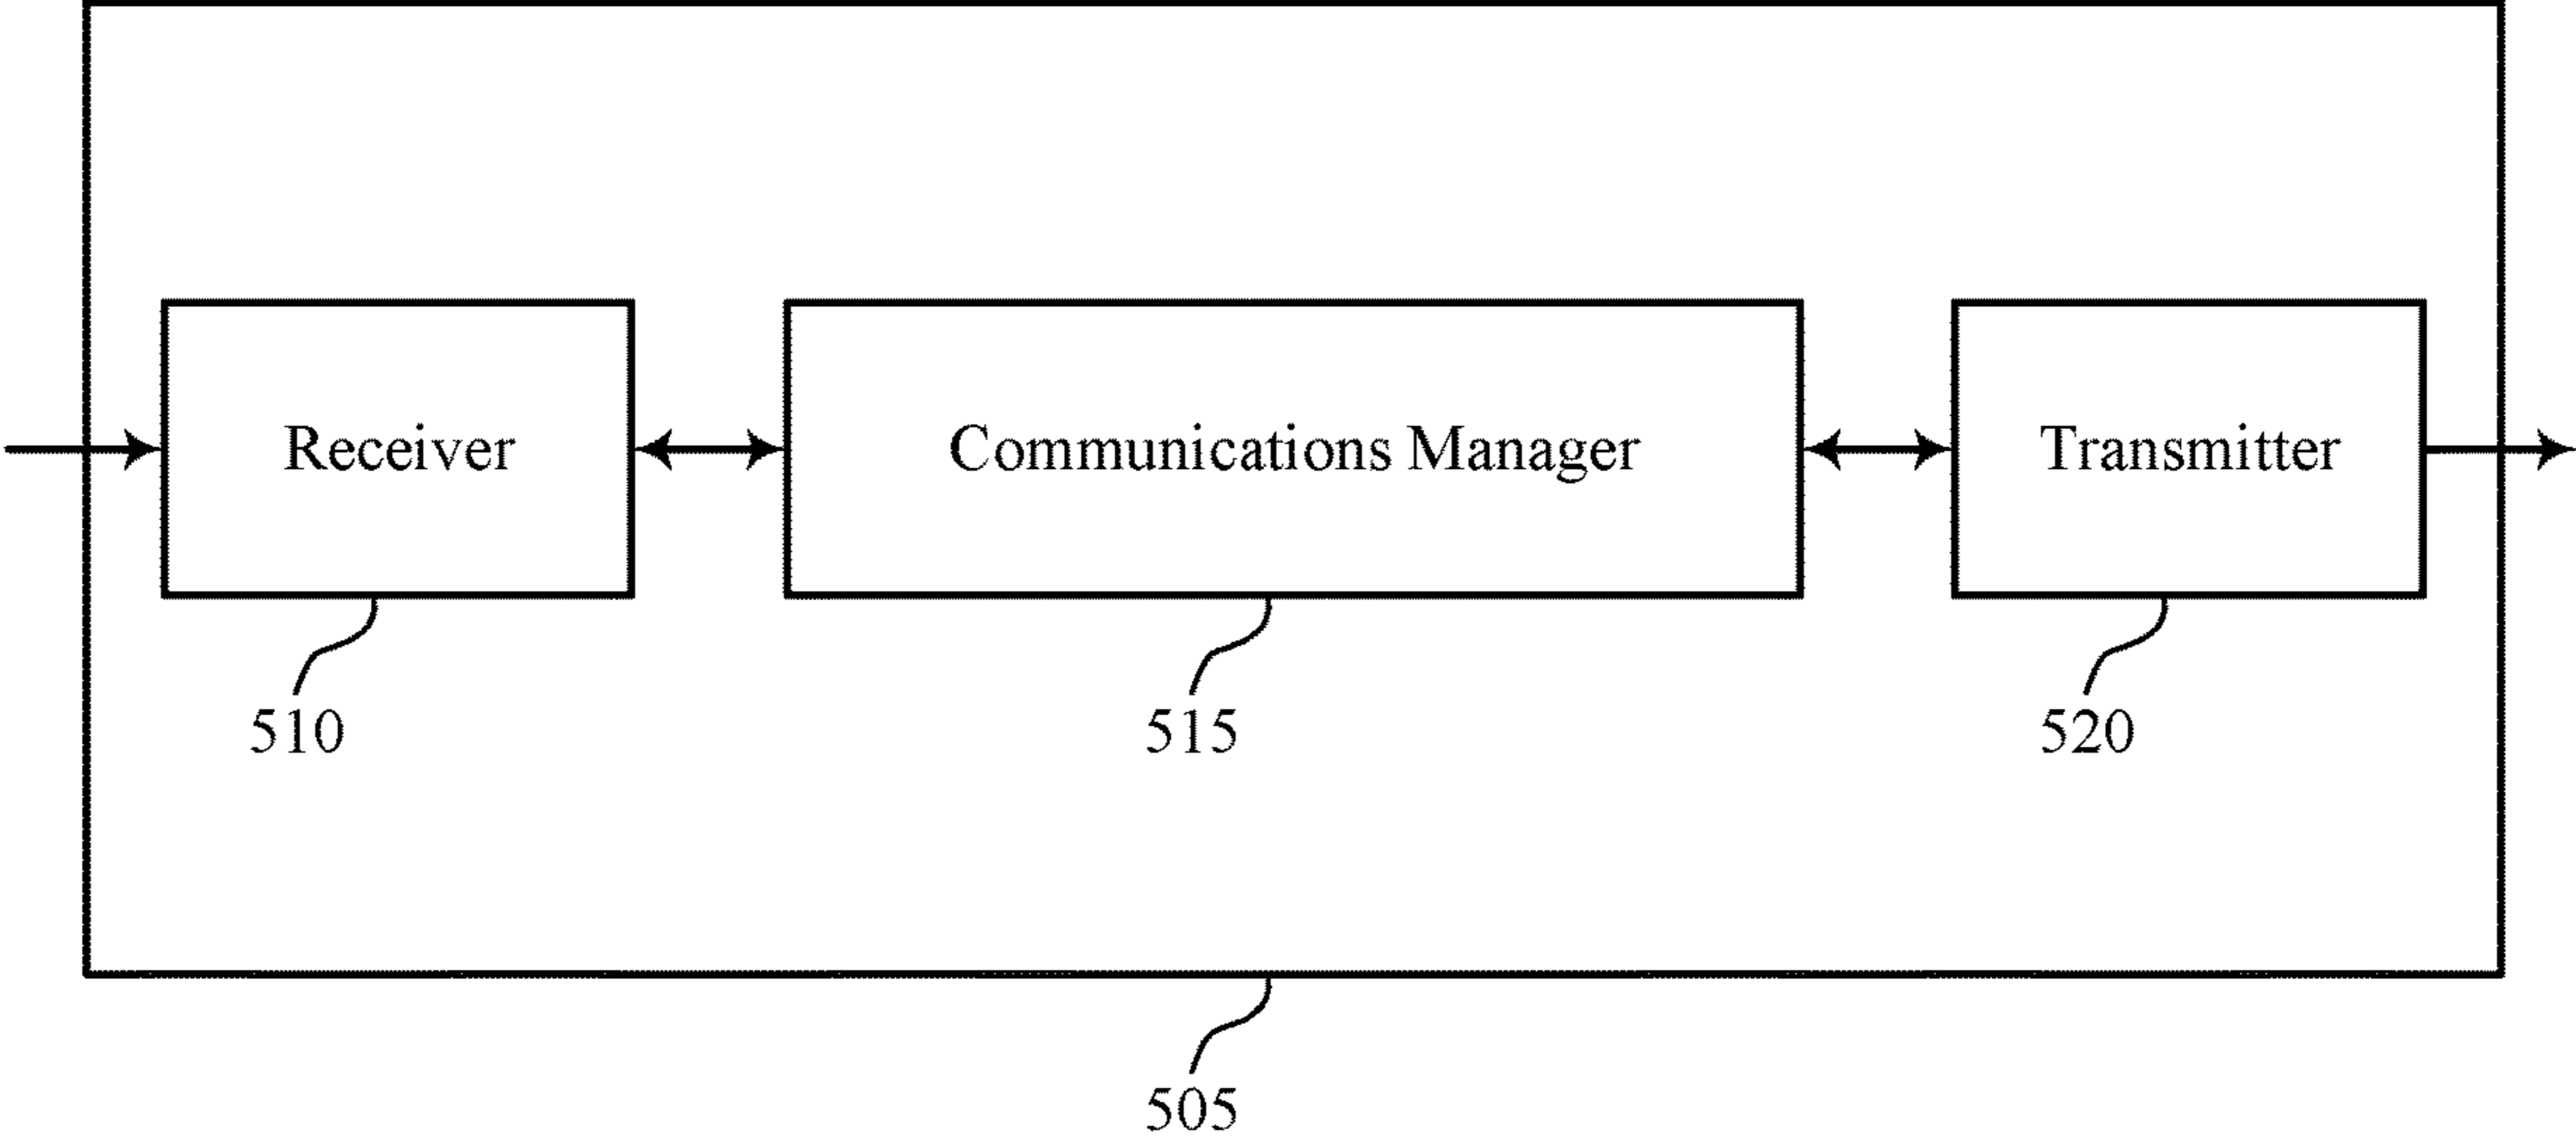 Receiver
Communications Manager
Transmitter
510
515
520
505